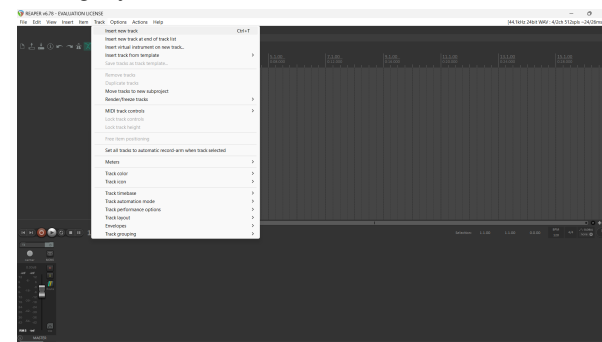 REAPER v6.78 - EVALUATION LICENSE
File Edit View Insert Item Track Options Actions Help
[44.1kHz 24bit WAV : 4/2ch 512spls ~24/20ms
Insert new track Ctrl+T
Insert new track at end of track list
Insert virtual instrument on new track...
Insert track from template
Save tracks as track template...
Remove tracks
Duplicate tracks
Move tracks to new subproject
Render/freeze tracks
MIDI track controls
Lock track controls
Lock track height
Free item positioning
Set all tracks to automatic record-arm when track selected
Meters
Track color
Track icon
Track timebase
Track automation mode
Track performance options
Track layout
Envelopes
Track grouping
Selection:
MASTER